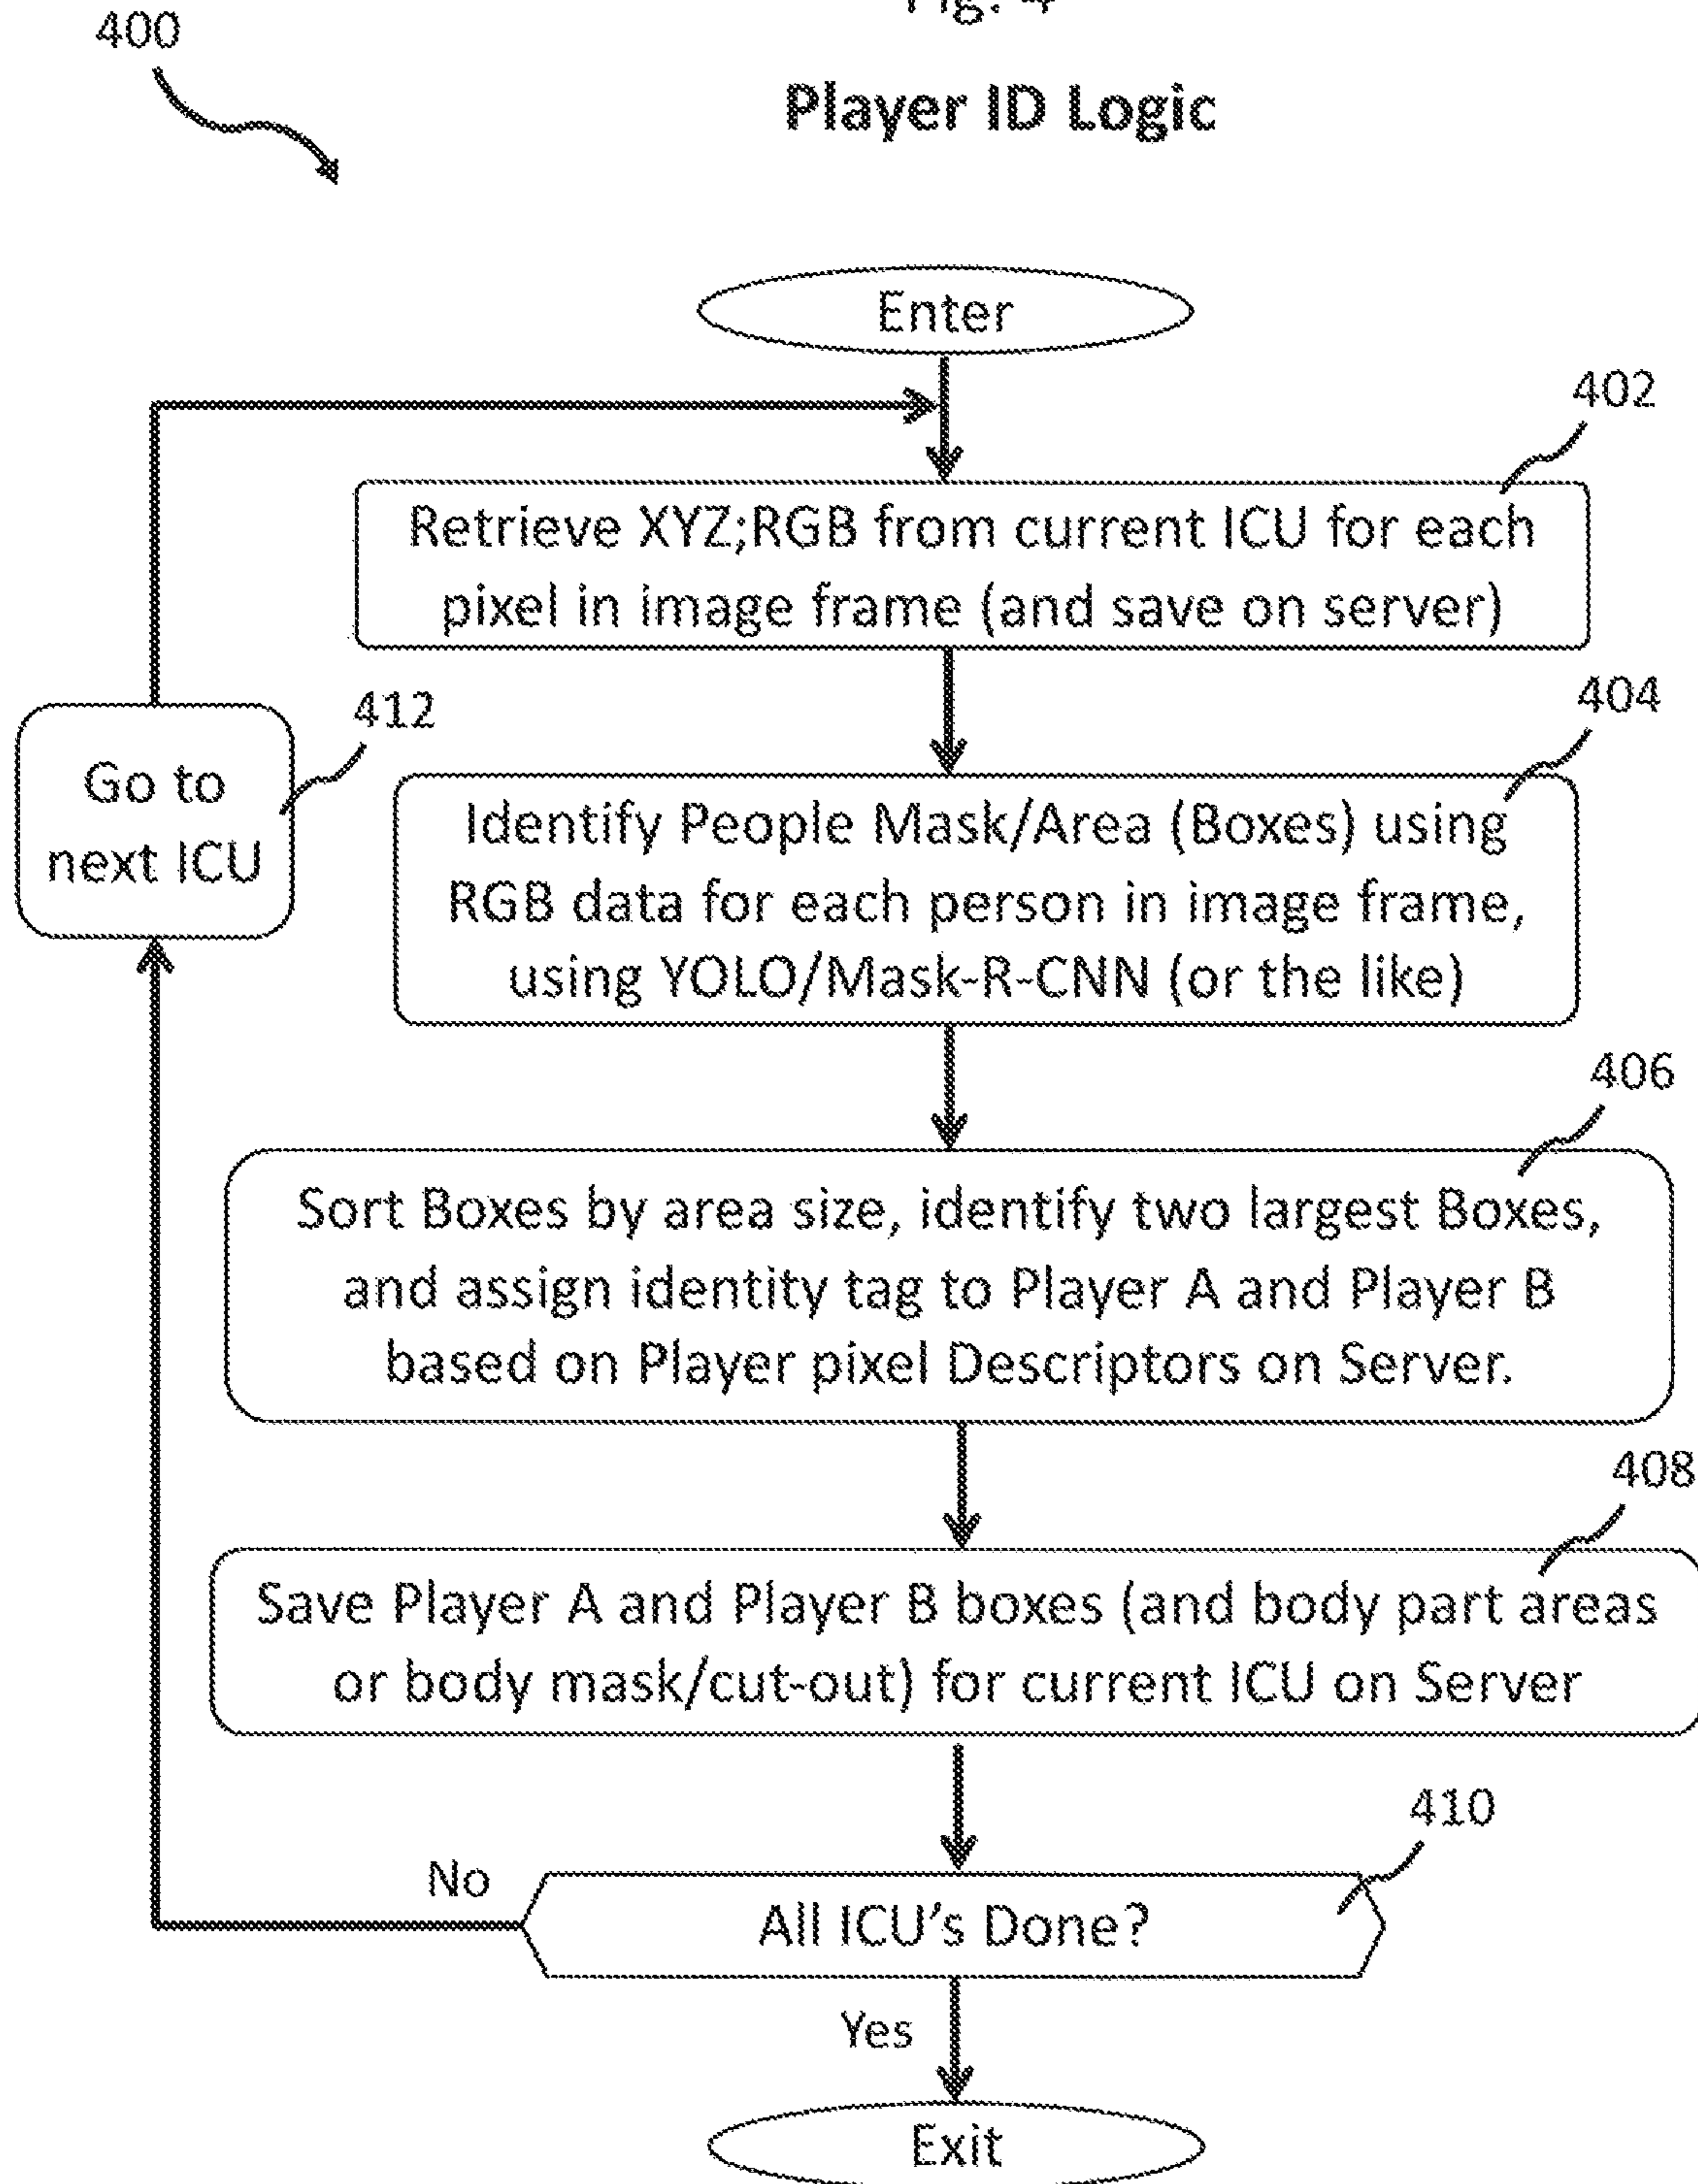 Fig. 4
400
Player ID Logic
Enter
402
Retrieve XYZ;RGB from current ICU for each
pixel in image frame (and save on server)
412
404
Go to
next ICU
Identify People Mask/Area (Boxes) using
RGB data for each person in image frame,
using YOLO/Mask-R-CNN (or the like)
406
Sort Boxes by area size, identify two largest Boxes,
and assign identity tag to Player A and Player B
based on Player pixel Descriptors on Server.
408
Save Player A and Player B boxes (and body part areas
or body mask/cut-out) for current ICU on Server
410
No
All ICU's Done?
Yes
Exit